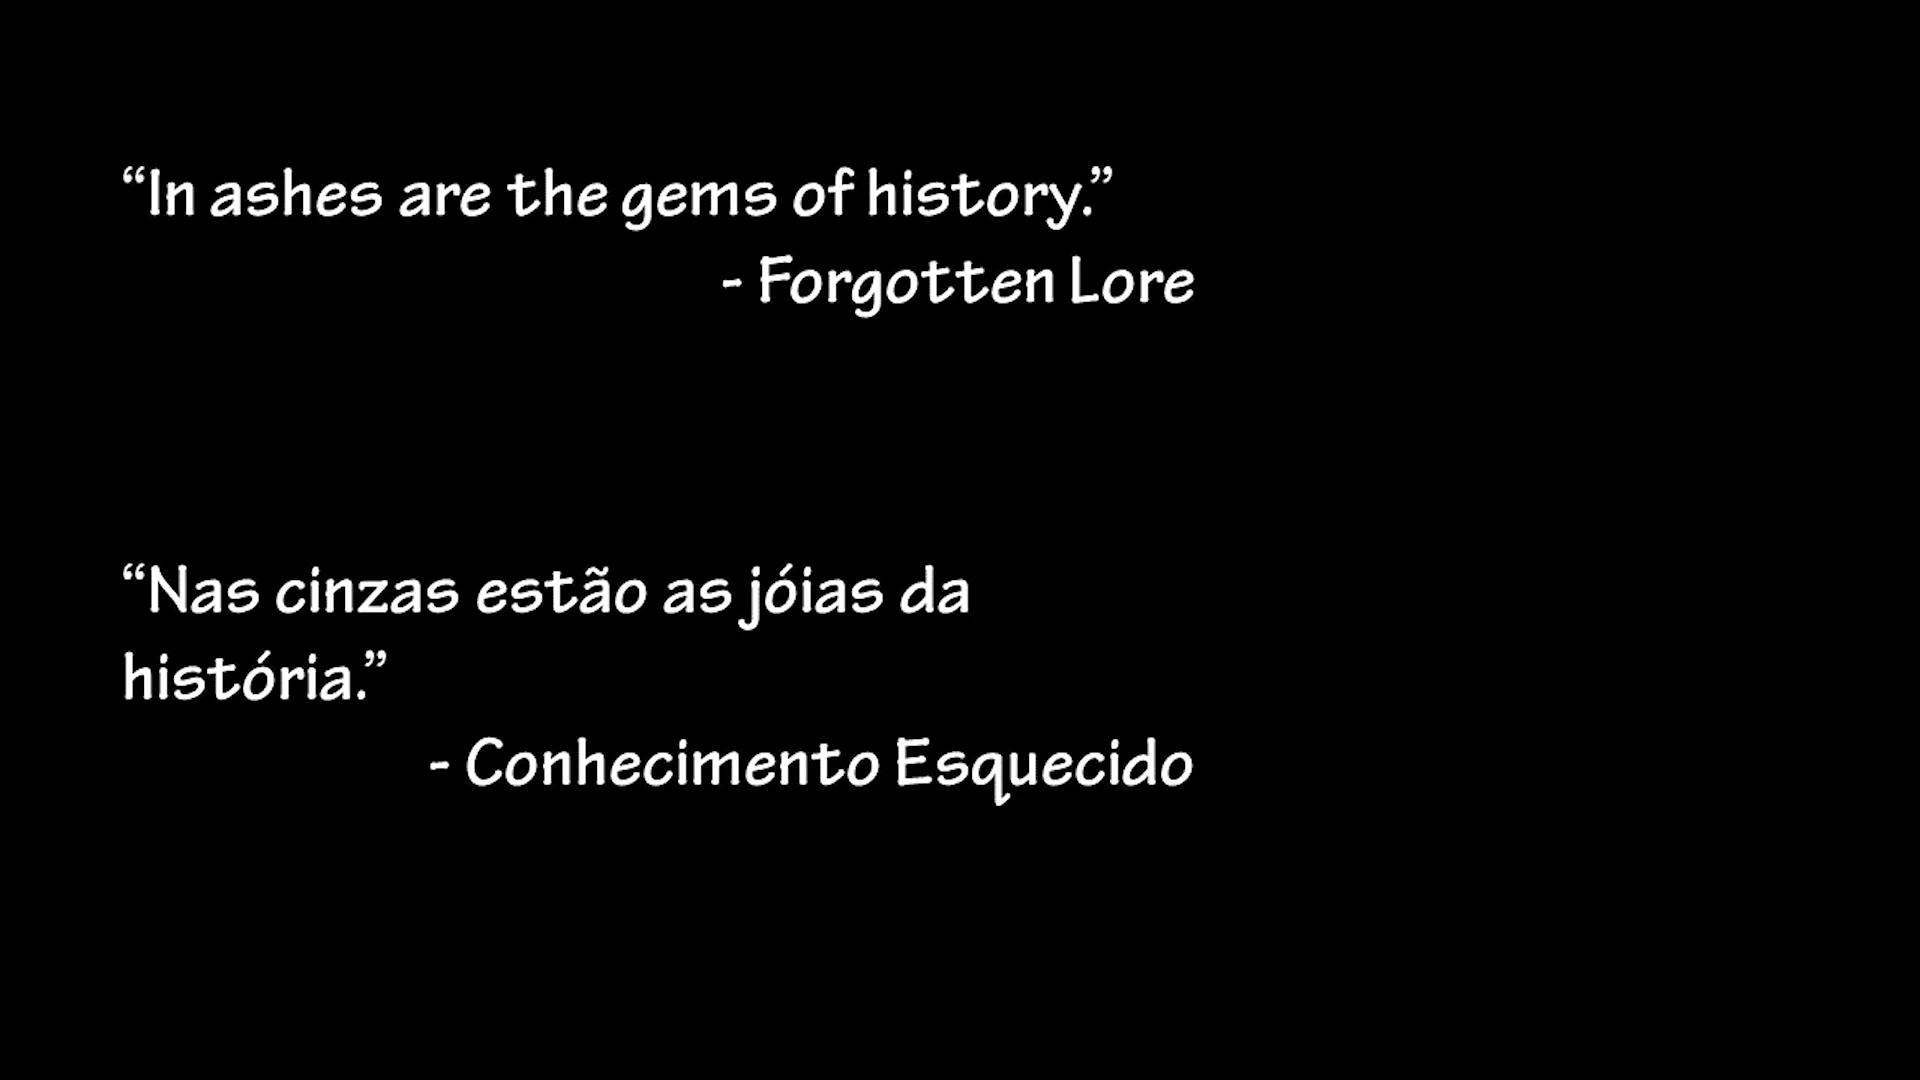 “In ashes are the gems of history.”
- Forgotten Lore
“Nas cinzas estão as jóias da
história.”
- Conhecimento Esquecido